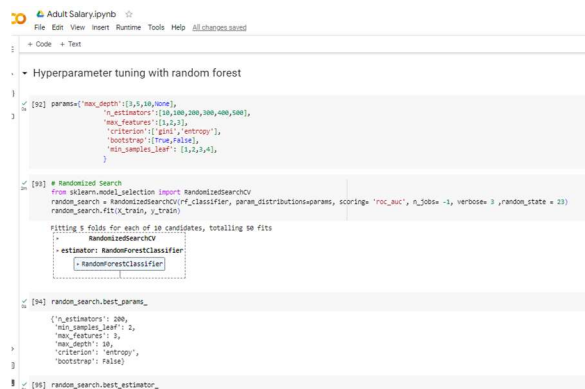 Adult Salary.ipynb
File Edit View Insert Runtime Tools Help All changes saved
+ Code + Text
Hyperparameter tuning with random forest
[92] params={'max_depth':[3,5,10,None],
'n_estimators':[10,100,200,300,400,500],
'max_features':[1,2,3],
'criterion':['gini','entropy'],
'bootstrap':[True,False],
'min_samples_leaf': [1,2,3,4],
}
[93] # Randomized Search
from sklearn.model_selection import RandomizedSearchCV
random_search = RandomizedSearchCV(rf_classifier, param_distributions=params, scoring= 'roc_auc', n_jobs= -1, verbose= 3 ,random_state = 23)
random_search.fit(X_train, y_train)
Fitting 5 folds for each of 10 candidates, totalling 50 fits
RandomizedSearchCV
estimator: RandomForestClassifier
RandomForestClassifier
[94] random_search.best_params_
{'n_estimators': 200,
'min_samples_leaf': 2,
'max_features': 3,
'max_depth': 10,
'criterion': 'entropy',
'bootstrap': False}
[95] random_search.best_estimator_